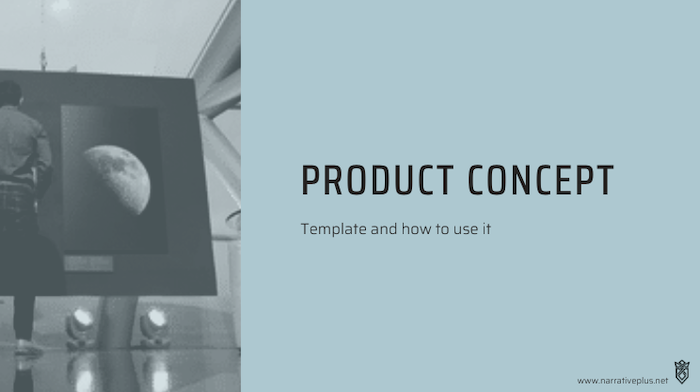 PRODUCT CONCEPT
Template and how to use it
www.narrativeplus.net